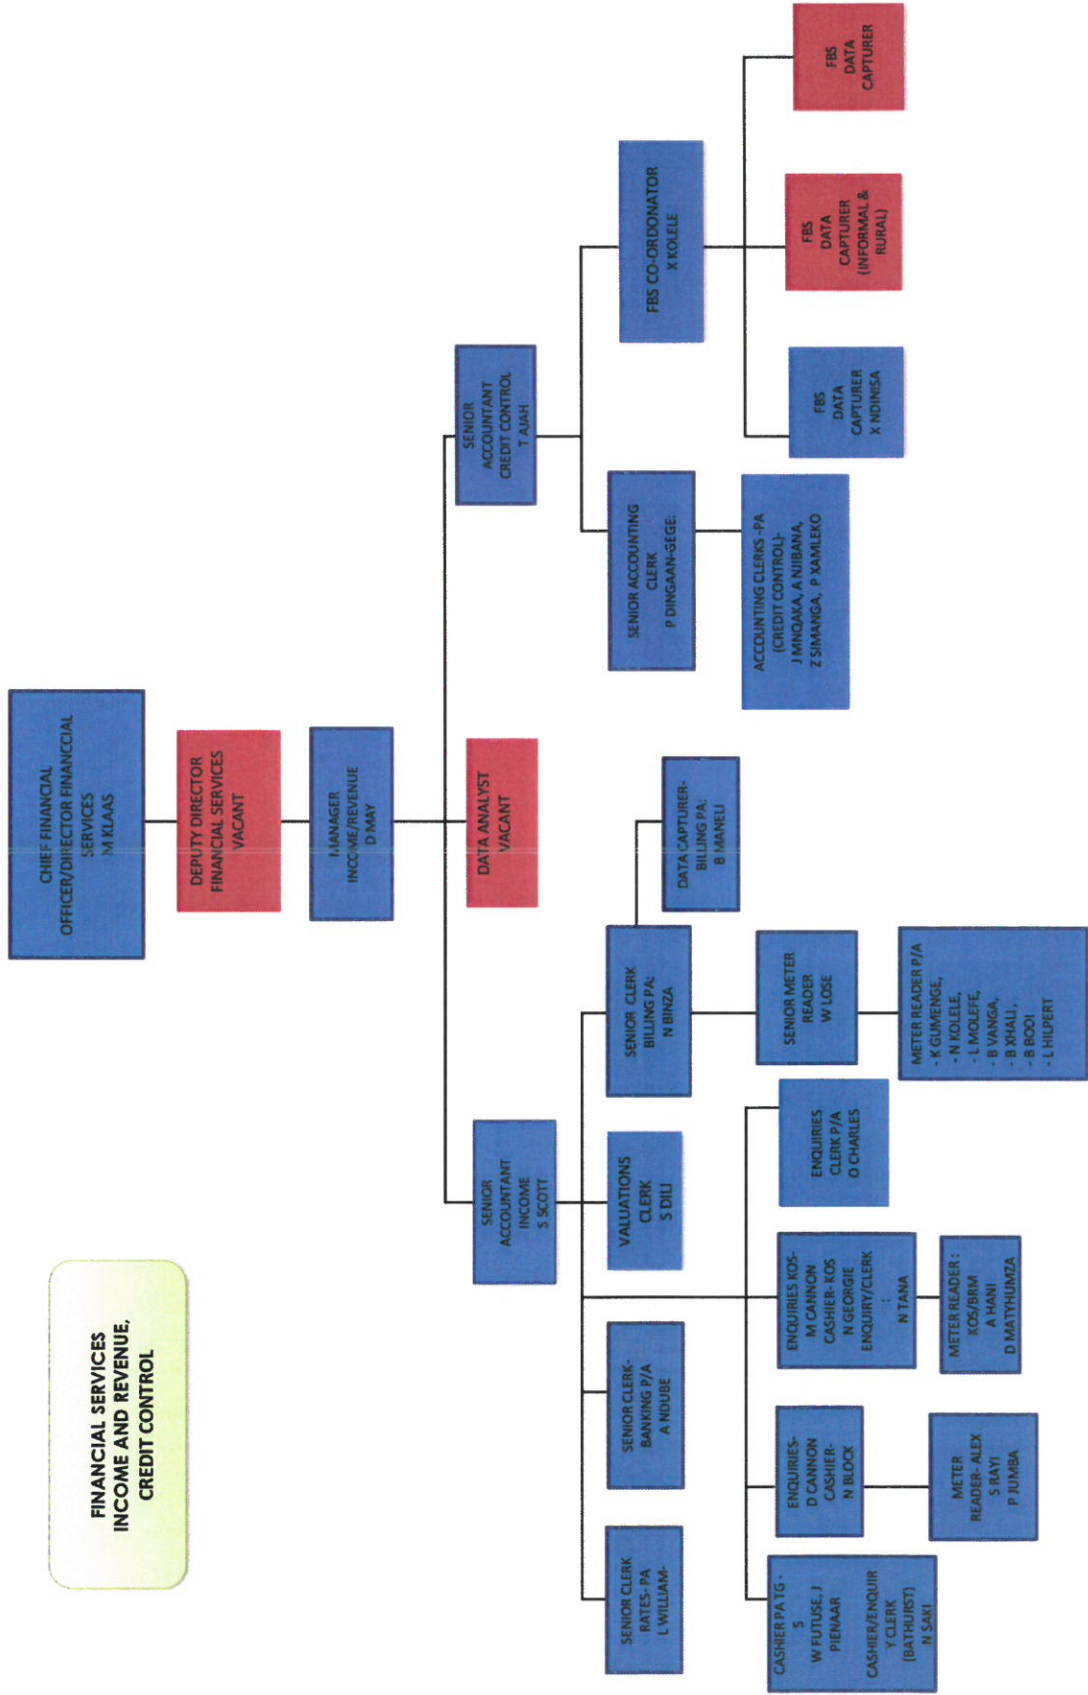 FINANCIAL SERVICES
INCOME AND REVENUE,
CREDIT CONTROL
CHIEF FINANCIAL
OFFICER/DIRECTOR FINANCCIAL
SERVICES
M KLAAS
DEPUTY DIRECTOR
FINANCIAL SERVICES
VACANT
MANAGER
INCOME/REVENUE
D MAY
SENIOR
ACCOUNTANT
INCOME
S SCOTT
DATA ANALYST
VACANT
SENIOR
ACCOUNTANT
CREDIT CONTROL
T AJAH
SENIOR CLERK
RATES- PA
L WILLIAM-
SENIOR CLERK-
BANKING P/A
A NDUBE
VALUATIONS
CLERK
S DILI
SENIOR CLERK
BILLING PA:
N BINZA
DATA CAPTURER-
BILLING PA:
B MANELI
SENIOR ACCOUNTING
CLERK
P DINGAAN-GEGE:
FBS CO-ORDONATOR
X KOLELE
CASHIER PA TG -
S
W FUTUSE, J
PIENAAR
CASHIER/ENQUIR
Y CLERK
(BATHURST)
N SAKI
ENQUIRIES-
D CANNON
CASHIER-
N BLOCK
ENQUIRIES KOS-
M CANNON
CASHIER- KOS
N GEORGIE
ENQUIRY/CLERK
:
N TANA
ENQUIRIES
CLERK P/A
O CHARLES
SENIOR METER
READER
W LOSE
ACCOUNTING CLERKS -PA
(CREDIT CONTROL)-
J MNQAKA, A NJIBANA,
Z SIMANGA, P XAMLEKO
FBS
DATA
CAPTURER
X NDINISA
FBS
DATA
CAPTURER
(INFORMAL &
RURAL)
FBS
DATA
CAPTURER
METER
READER- ALEX
S RAYI
P JUMBA
METER READER :
KOS/BRM
A HANI
D MATYHUMZA
METER READER P/A
- K GUMENGE,
- N KOLELE,
- L MOLEFE,
- B VANGA,
- B XHALI,
- B BOOI
- L HILPERT